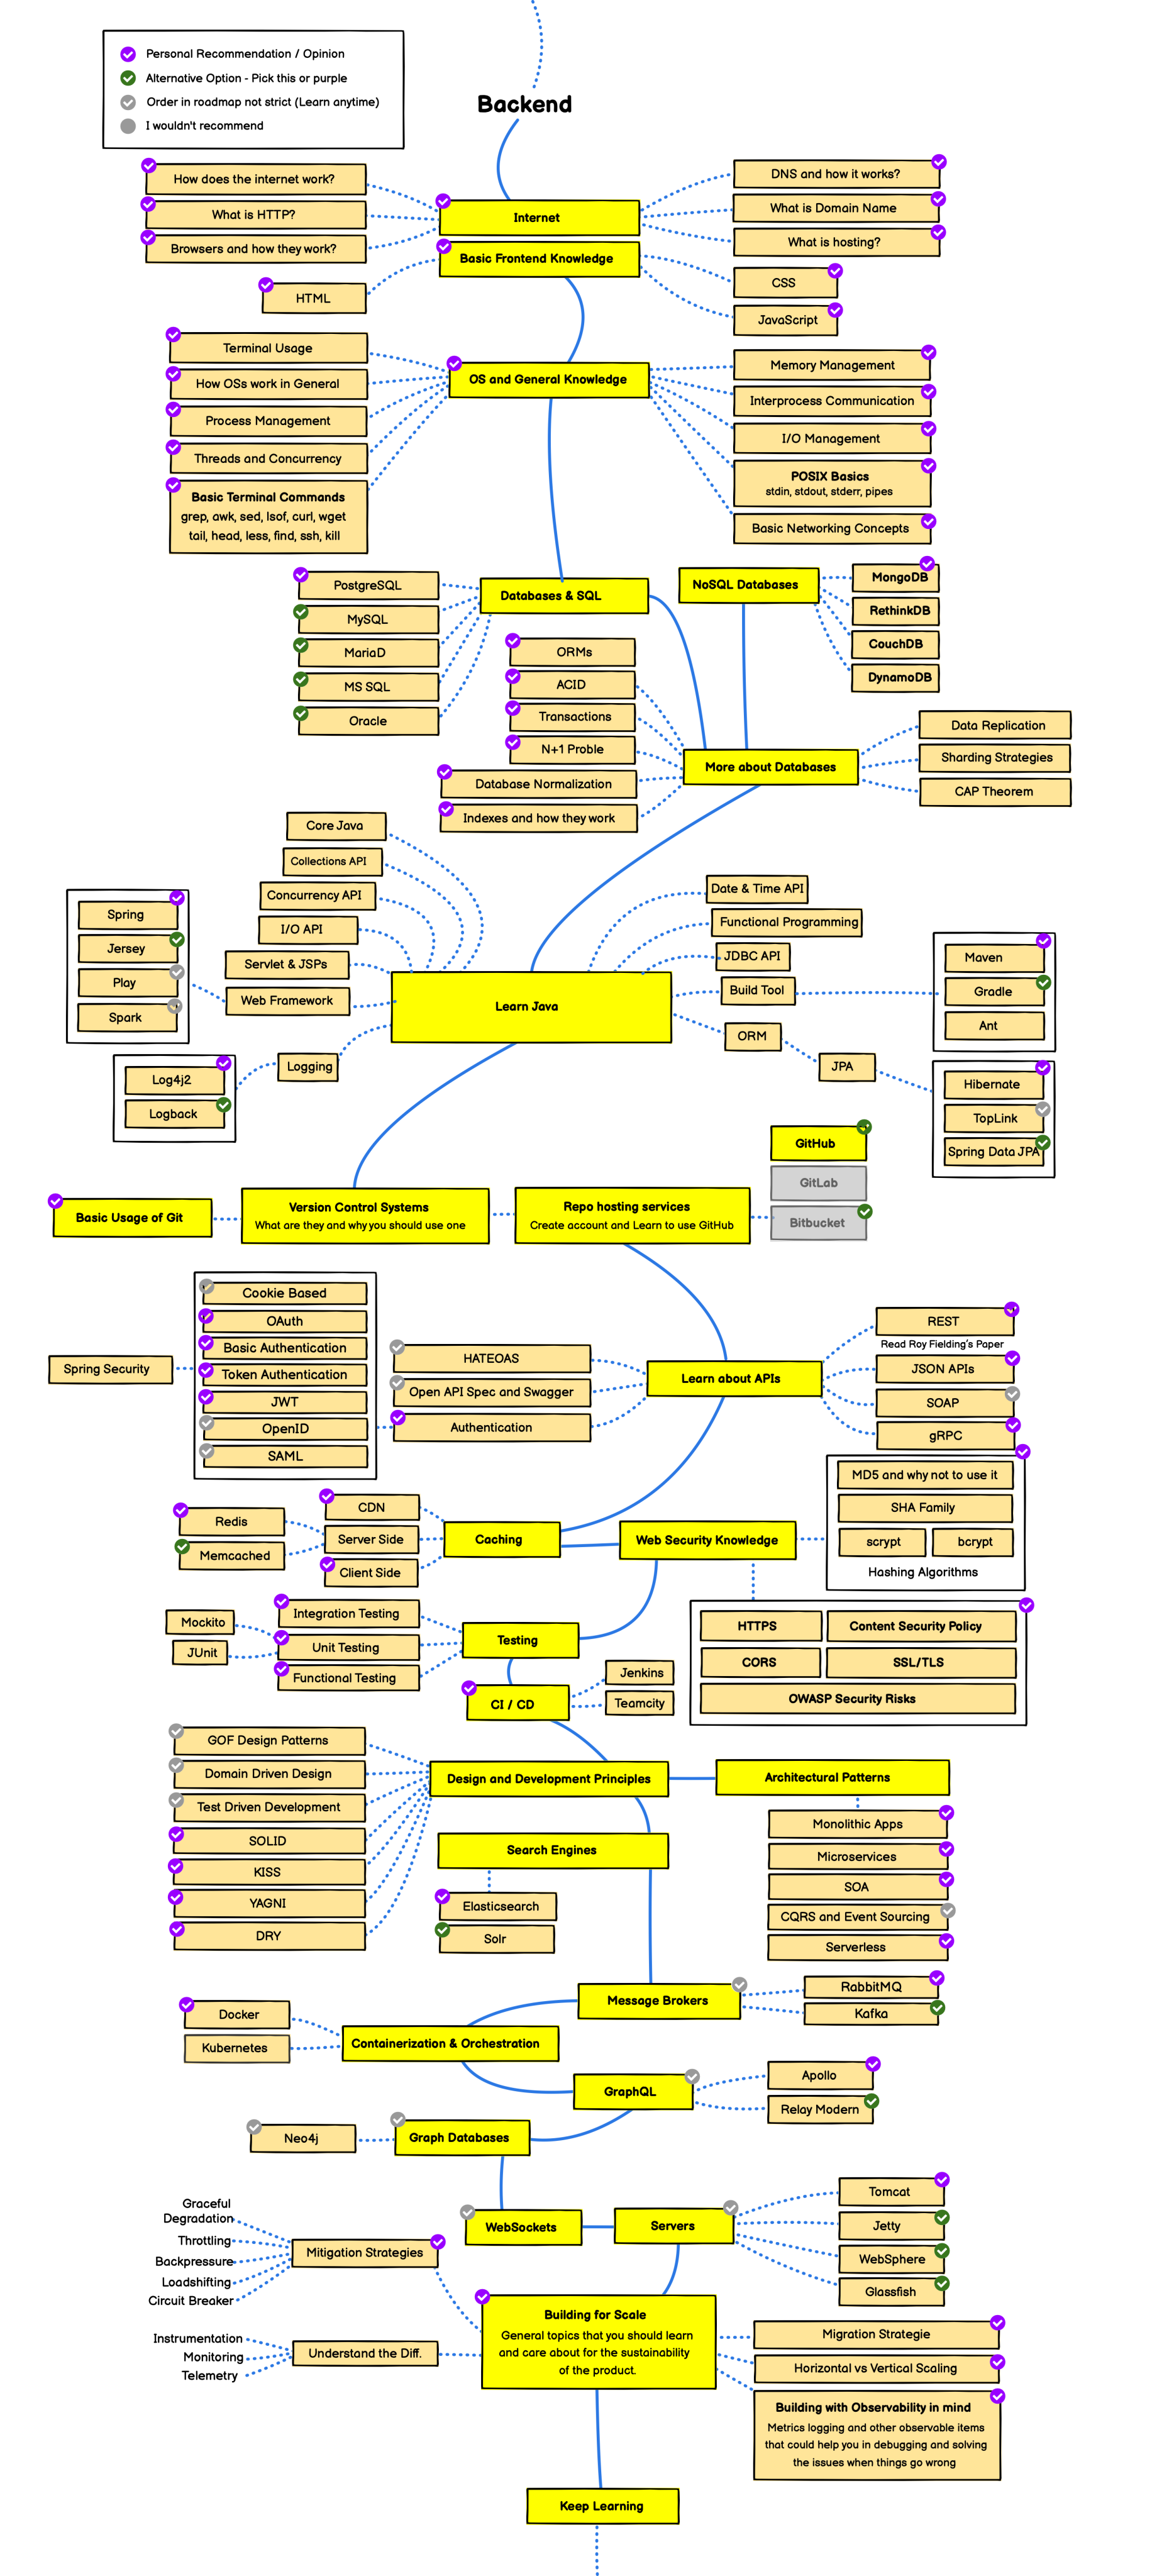 Personal Recommendation / Opinion
Alternative Option - Pick this or purple
Order in roadmap not strict (Learn anytime)
I wouldn't recommend
Backend
How does the internet work?
What is HTTP?
Browsers and how they work?
Internet
DNS and how it works?
What is Domain Name
What is hosting?
Basic Frontend Knowledge
HTML
CSS
JavaScript
Terminal Usage
How OSs work in General
Process Management
Threads and Concurrency
Basic Terminal Commands
grep, awk, sed, lsof, curl, wget
tail, head, less, find, ssh, kill
OS and General Knowledge
Memory Management
Interprocess Communication
I/O Management
POSIX Basics
stdin, stdout, stderr, pipes
Basic Networking Concepts
PostgreSQL
MySQL
MariaD
MS SQL
Oracle
Databases & SQL
NoSQL Databases
MongoDB
RethinkDB
CouchDB
DynamoDB
ORMs
ACID
Transactions
N+1 Proble
Database Normalization
Indexes and how they work
More about Databases
Data Replication
Sharding Strategies
CAP Theorem
Core Java
Collections API
Concurrency API
I/O API
Servlet & JSPs
Web Framework
Logging
Spring
Jersey
Play
Spark
Log4j2
Logback
Learn Java
Date & Time API
Functional Programming
JDBC API
Build Tool
ORM
JPA
Maven
Gradle
Ant
Hibernate
TopLink
Spring Data JPA
Basic Usage of Git
Version Control Systems
What are they and why you should use one
Repo hosting services
Create account and Learn to use GitHub
GitHub
GitLab
Bitbucket
Spring Security
Cookie Based
OAuth
Basic Authentication
Token Authentication
JWT
OpenID
SAML
HATEOAS
Open API Spec and Swagger
Authentication
Learn about APIs
REST
Read Roy Fielding's Paper
JSON APIs
SOAP
gRPC
Redis
Memcached
CDN
Server Side
Client Side
Caching
Web Security Knowledge
MD5 and why not to use it
SHA Family
scrypt
bcrypt
Hashing Algorithms
HTTPS
Content Security Policy
CORS
SSL/TLS
OWASP Security Risks
Mockito
JUnit
Integration Testing
Unit Testing
Functional Testing
Testing
CI / CD
Jenkins
Teamcity
GOF Design Patterns
Domain Driven Design
Test Driven Development
SOLID
KISS
YAGNI
DRY
Design and Development Principles
Architectural Patterns
Monolithic Apps
Microservices
SOA
CQRS and Event Sourcing
Serverless
Search Engines
Elasticsearch
Solr
Message Brokers
RabbitMQ
Kafka
Docker
Kubernetes
Containerization & Orchestration
GraphQL
Apollo
Relay Modern
Neo4j
Graph Databases
WebSockets
Servers
Tomcat
Jetty
WebSphere
Glassfish
Graceful
Degradation
Throttling
Backpressure
Loadshifting
Circuit Breaker
Mitigation Strategies
Instrumentation
Monitoring
Telemetry
Understand the Diff.
Building for Scale
General topics that you should learn
and care about for the sustainability
of the product.
Migration Strategie
Horizontal vs Vertical Scaling
Building with Observability in mind
Metrics logging and other observable items
that could help you in debugging and solving
the issues when things go wrong
Keep Learning